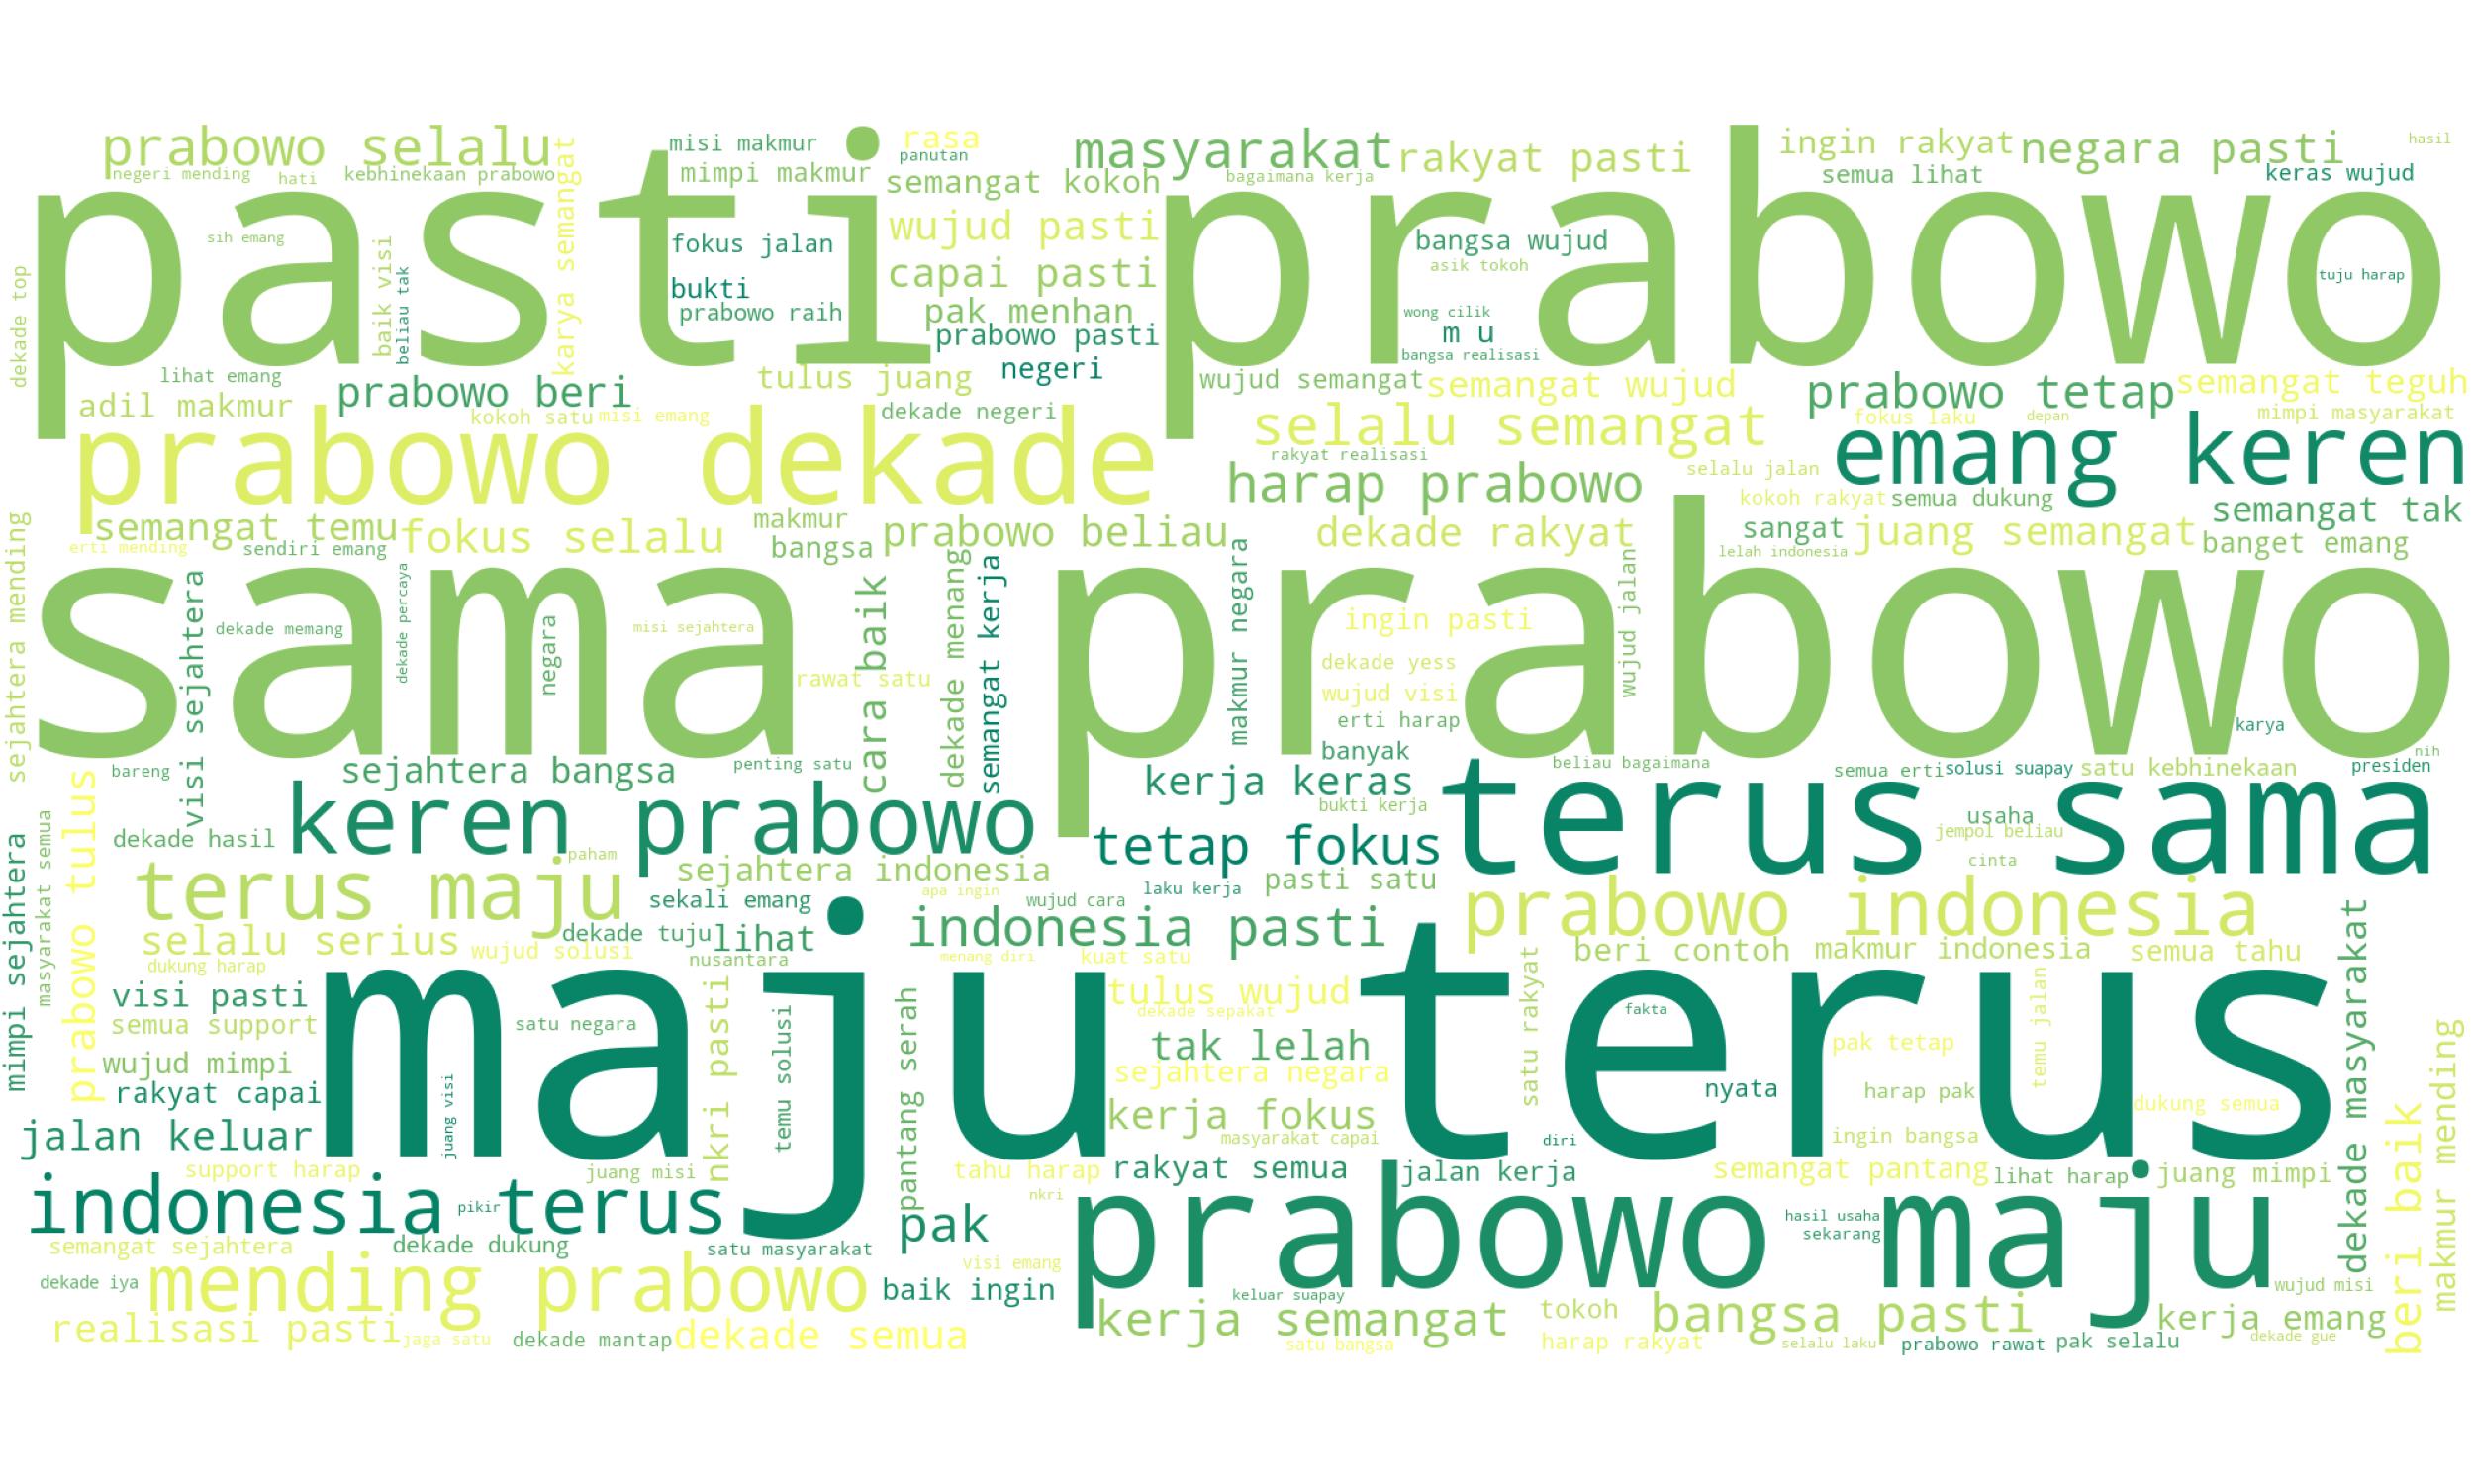 prabowo selalu
negeri mending
hati
kebhinekaan prabowo
karya semangat
misi makmur
mimpi makmur
rasa
panutan
semangat kokoh
masyarakat
rakyat pasti
bagaimana kerja
ingin rakyat
semua lihat
negara pasti
hasil
keras wujud
pasti prabowo
sih emang
dekade top
baik visi
beliau tak
fokus jalan
bukti
prabowo raih
wujud pasti
capai pasti
pak menhan
prabowo pasti
bangsa wujud
asik tokoh
wong cilik
m u
bangsa realisasi
tuju harap
lihat emang
adil makmur
prabowo beri
kokoh satu
misi emang
tulus juang
negeri
dekade negeri
wujud semangat
semangat wujud
prabowo tetap
semangat teguh
fokus laku
depan
mimpi masyarakat
prabowo dekade
selalu semangat
emang keren
rakyat realisasi
harap prabowo
selalu jalan
kokoh rakyat
semua dukung
semangat tak
semangat temu
fokus selalu
makmur
bangsa
prabowo beliau
dekade rakyat
sangat
juang semangat
lelah indonesia
banget emang
erti mending
sendiri emang
sejahtera mending
visi sejahtera
sama prabowo
dekade memang
dekade percaya
negara
misi sejahtera
rawat satu
cara baik
dekade menang
semangat kerja
makmur negara
ingin pasti
dekade yess
wujud visi
erti harap
banyak
wujud jalan
karya
nih
bareng
sejahtera bangsa
penting satu
kerja keras
beliau bagaimana
bukti kerja
semua erti
solusi suapay
satu kebhinekaan
presiden
mimpi sejahtera
masyarakat semua
prabowo tulus
dekade hasil
keren prabowo
tetap fokus
terus sama
usaha
jempol beliau
cinta
paham
terus maju
sejahtera indonesia
sekali emang
apa ingin
wujud cara
laku kerja
pasti satu
prabowo indonesia
selalu serius
wujud solusi
dekade tuju
lihat
nusantara
indonesia pasti
beri contoh
makmur indonesia
semua tahu
dukung harap
menang diri
kuat satu
visi pasti
semua support
wujud mimpi
rakyat capai
jalan keluar
maju terus
satu negara
juang visi
nkri pasti
temu solusi
pantang serah
tulus wujud
dekade sepakat
tak lelah
sejahtera negara
kerja fokus
masyarakat capai
satu rakyat
fakta
nyata
pak tetap
harap pak
temu jalan
dukung semua
ingin bangsa
diri
dekade masyarakat
beri baik
makmur mending
support harap
juang misi
tahu harap
rakyat semua
jalan kerja
semangat pantang
lihat harap
juang mimpi
indonesia terus
pikir
pak
nkri
prabowo maju
hasil usaha
sekarang
semangat sejahtera
dekade dukung
satu masyarakat
dekade iya
mending prabowo
baik ingin
visi emang
keluar suapay
wujud misi
realisasi pasti
jaga satu
dekade mantap
dekade semua
kerja semangat
satu bangsa
tokoh
harap rakyat
bangsa pasti
selalu laku
prabowo rawat
pak selalu
kerja emang
dekade gue